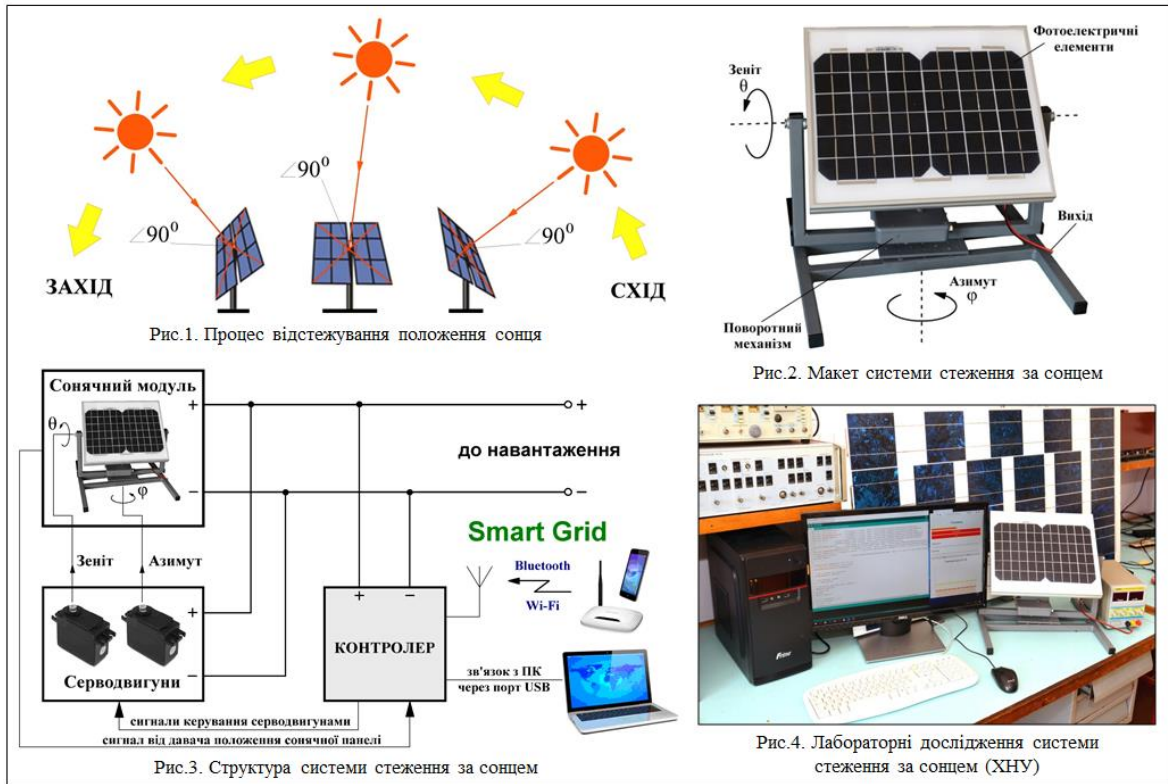 ∠90⁰
∠90⁰
∠90⁰
ЗАХІД
СХІД
Рис.1. Процес відстежування положення сонця
Фотоелектричні
елементи
Зеніт
θ
Вихід
Азимут
φ
Поворотний
механізм
Рис.2. Макет системи стеження за сонцем
Сонячний модуль
θ
φ
+
−
+
до навантаження
−
Зеніт
Азимут
+
−
Серводвигуни
Smart Grid
Bluetooth
Wi-Fi
+ −
КОНТРОЛЕР
зв'язок з ПК
через порт USB
сигнали керування серводвигунами
сигнал від давача положення сонячної панелі
Рис.3. Структура системи стеження за сонцем
Рис.4. Лабораторні дослідження системи
стеження за сонцем (ХНУ)